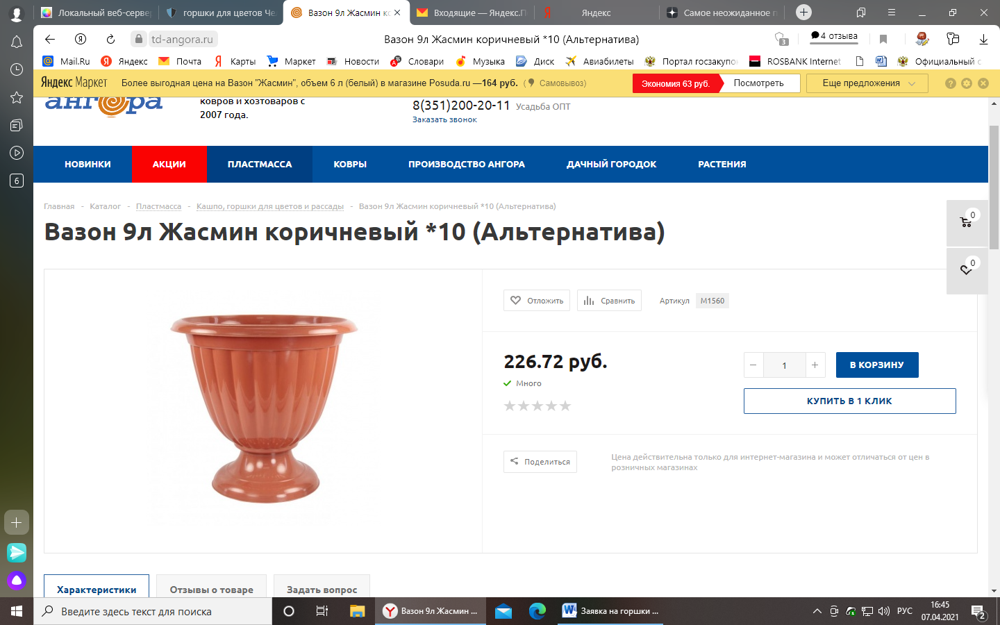 Локальный веб-сервер
горшки для цветов Че
Вазон 9л Жасмин ко
Входящие — Яндекс.П
Яндекс
Самое неожиданное п
td-angora.ru
Вазон 9л Жасмин коричневый *10 (Альтернатива)
3
4 отзыва
Mail.Ru
Яндекс
Почта
Карты
Маркет
Новости
Словари
Музыка
Диск
Авиабилеты
Портал госзакупо
ROSBANK Internet
Официальный с
Яндекс Маркет
Более выгодная цена на Вазон "Жасмин", объем 6 л (белый) в магазине Posuda.ru —164 руб. ( Самовывоз)
Экономия 63 руб.
Посмотреть
Еще предложения
ангора
ковров и хозтоваров с
2007 года.
8(351)200-20-11 Усадьба ОПТ
Заказать звонок
6
НОВИНКИ
АКЦИИ
ПЛАСТМАССА
КОВРЫ
ПРОИЗВОДСТВО АНГОРА
ДАЧНЫЙ ГОРОДОК
РАСТЕНИЯ
Главная - Каталог - Пластмасса - Кашпо, горшки для цветов и рассады - Вазон 9л Жасмин коричневый *10 (Альтернатива)
Вазон 9л Жасмин коричневый *10 (Альтернатива)
0
0
Отложить
Сравнить
Артикул М1560
226.72 руб.
Много
− 1 +
В КОРЗИНУ
КУПИТЬ В 1 КЛИК
Поделиться
Цена действительна только для интернет-магазина и может отличаться от цен в
розничных магазинах
Характеристики
Отзывы о товаре
Задать вопрос
Введите здесь текст для поиска
Вазон 9л Жасмин ...
Заявка на горшки ...
РУС
16:45
07.04.2021
2